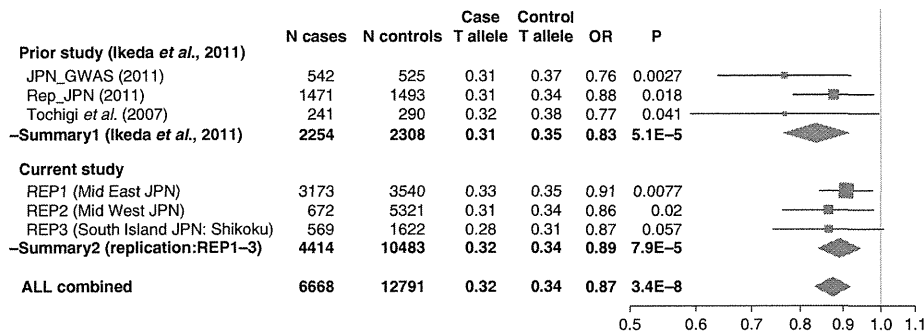 Case Control
N cases N controls T allele T allele OR P
Prior study (Ikeda et al., 2011)
JPN_GWAS (2011) 542 525 0.31 0.37 0.76 0.0027
Rep_JPN (2011) 1471 1493 0.31 0.34 0.88 0.018
Tochigi et al. (2007) 241 290 0.32 0.38 0.77 0.041
–Summary1 (Ikeda et al., 2011) 2254 2308 0.31 0.35 0.83 5.1E–5
Current study
REP1 (Mid East JPN) 3173 3540 0.33 0.35 0.91 0.0077
REP2 (Mid West JPN) 672 5321 0.31 0.34 0.86 0.02
REP3 (South Island JPN: Shikoku) 569 1622 0.28 0.31 0.87 0.057
–Summary2 (replication:REP1–3) 4414 10483 0.32 0.34 0.89 7.9E–5
ALL combined 6668 12791 0.32 0.34 0.87 3.4E–8
0.5 0.6 0.7 0.8 0.9 1.0 1.1